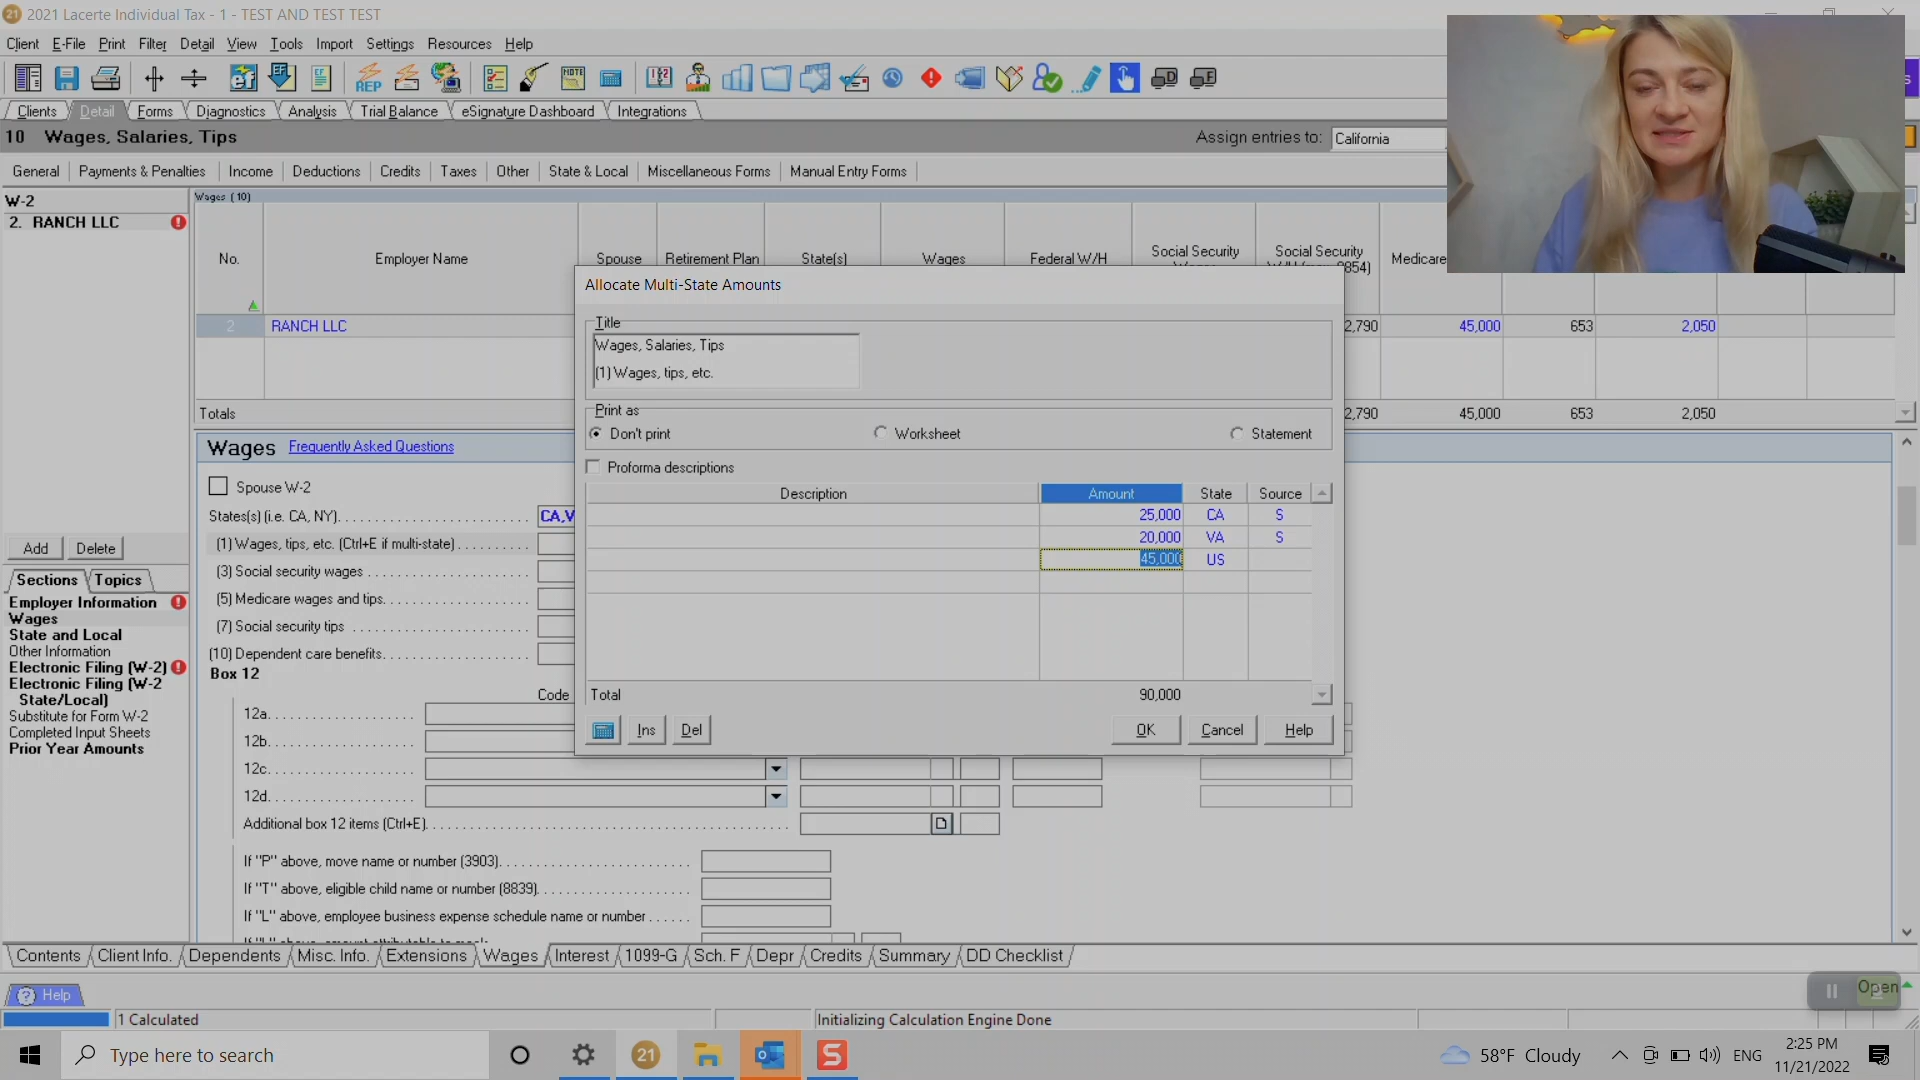 21 2021 Lacerte Individual Tax - 1 - TEST AND TEST TEST
Client E-File Print Filter Detail View Tools Import Settings Resources Help
REP NOTE
Clients Detail Forms Diagnostics Analysis Trial Balance eSignature Dashboard Integrations
10 Wages, Salaries, Tips Assign entries to: California
General Payments & Penalties Income Deductions Credits Taxes Other State & Local Miscellaneous Forms Manual Entry Forms
W-2
2. RANCH LLC
Wages (10)
No. Employer Name Spouse Retirement Plan State(s) Wages Federal W/H Social Security Social Security Medicare
2 RANCH LLC 2,790 45,000 653 2,050
Totals 2,790 45,000 653 2,050
Wages Frequently Asked Questions
Spouse W-2
States(s) (i.e. CA, NY) CA,V
(1) Wages, tips, etc. (Ctrl+E if multi-state)
(3) Social security wages
(5) Medicare wages and tips
(7) Social security tips
(10) Dependent care benefits
Box 12
Code
12a
12b
12c
12d
Additional box 12 items (Ctrl+E)
If "P" above, move name or number (3903)
If "T" above, eligible child name or number (8839)
If "L" above, employee business expense schedule name or number
Allocate Multi-State Amounts
Title
Wages, Salaries, Tips
(1) Wages, tips, etc.
Print as
Don't print Worksheet Statement
Proforma descriptions
Description Amount State Source
25,000 CA S
20,000 VA S
45,000 US
Total 90,000
Ins Del OK Cancel Help
Add Delete
Sections Topics
Employer Information
Wages
State and Local
Other Information
Electronic Filing (W-2)
Electronic Filing (W-2
State/Local)
Substitute for Form W-2
Completed Input Sheets
Prior Year Amounts
Contents Client Info. Dependents Misc. Info. Extensions Wages Interest 1099-G Sch. F Depr Credits Summary DD Checklist
Help
Open
1 Calculated Initializing Calculation Engine Done
Type here to search 21 S 58°F Cloudy ENG 2:25 PM
11/21/2022